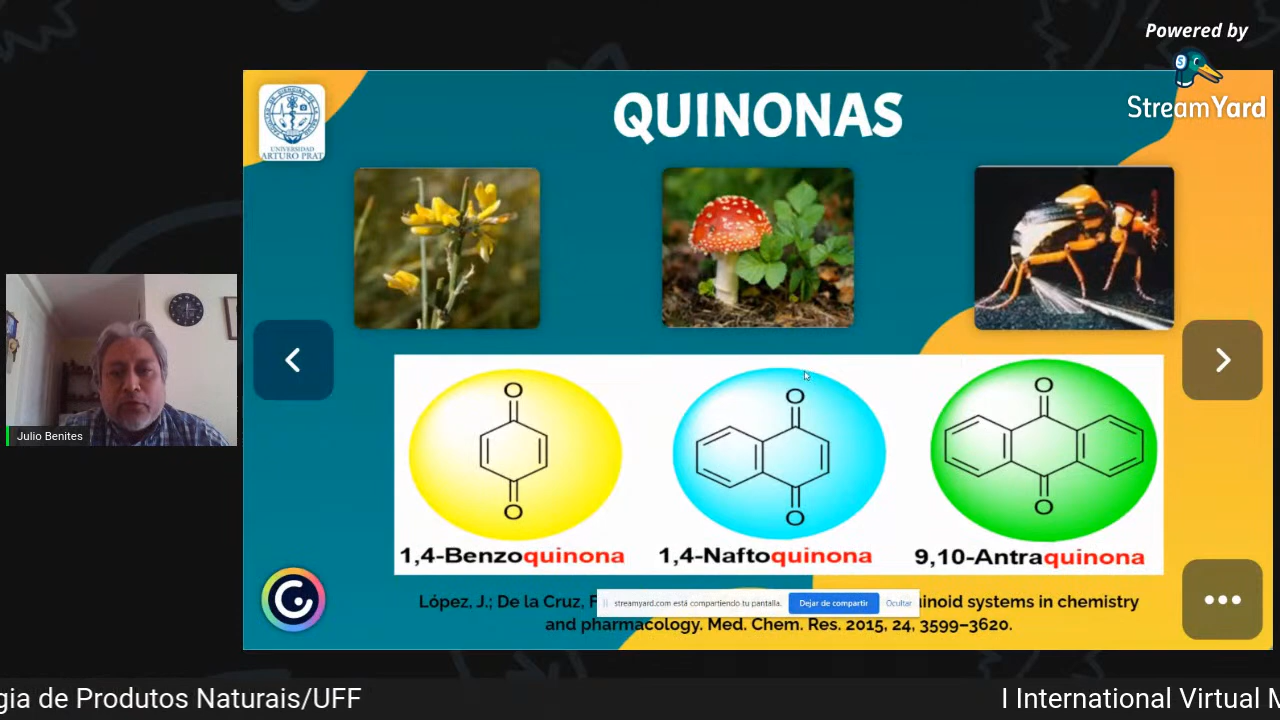 Powered by
StreamYard
QUINONAS
UNIVERSIDAD
ARTURO PRAT
O
O
O
O
O
O
1,4-Benzoquinona
1,4-Naftoquinona
9,10-Antraquinona
López, J.; De la Cruz, F
inoid systems in chemistry
streamyard.com está compartiendo tu pantalla.
Dejar de compartir
Ocultar
and pharmacology. Med. Chem. Res. 2015, 24, 3599–3620.
Julio Benites
gia de Produtos Naturais/UFF
I International Virtual M